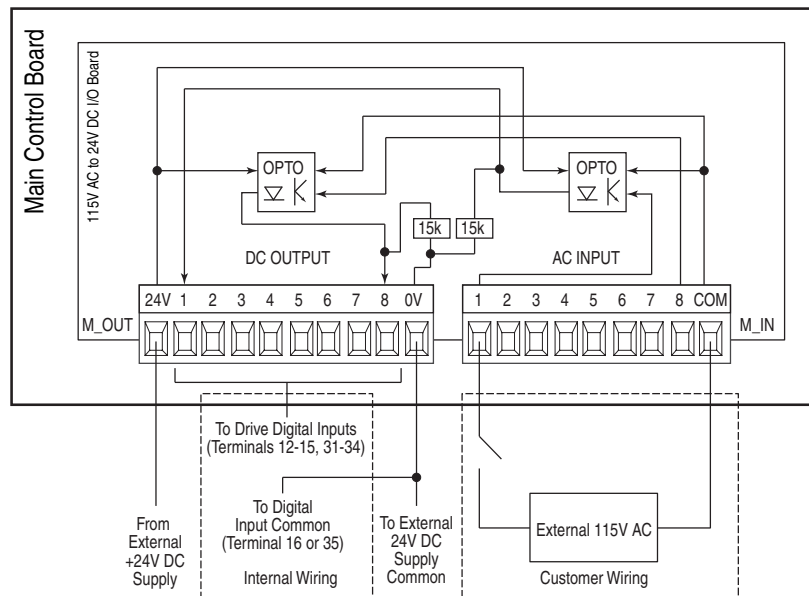 Main Control Board
115V AC to 24V DC I/O Board
OPTO
OPTO
15k
15k
DC OUTPUT
AC INPUT
24V 1 2 3 4 5 6 7 8 0V
1 2 3 4 5 6 7 8 COM
M_OUT
M_IN
To Drive Digital Inputs
(Terminals 12-15, 31-34)
To Digital
Input Common
(Terminal 16 or 35)
From
External
+24V DC
Supply
Internal Wiring
To External
24V DC
Supply
Common
External 115V AC
Customer Wiring